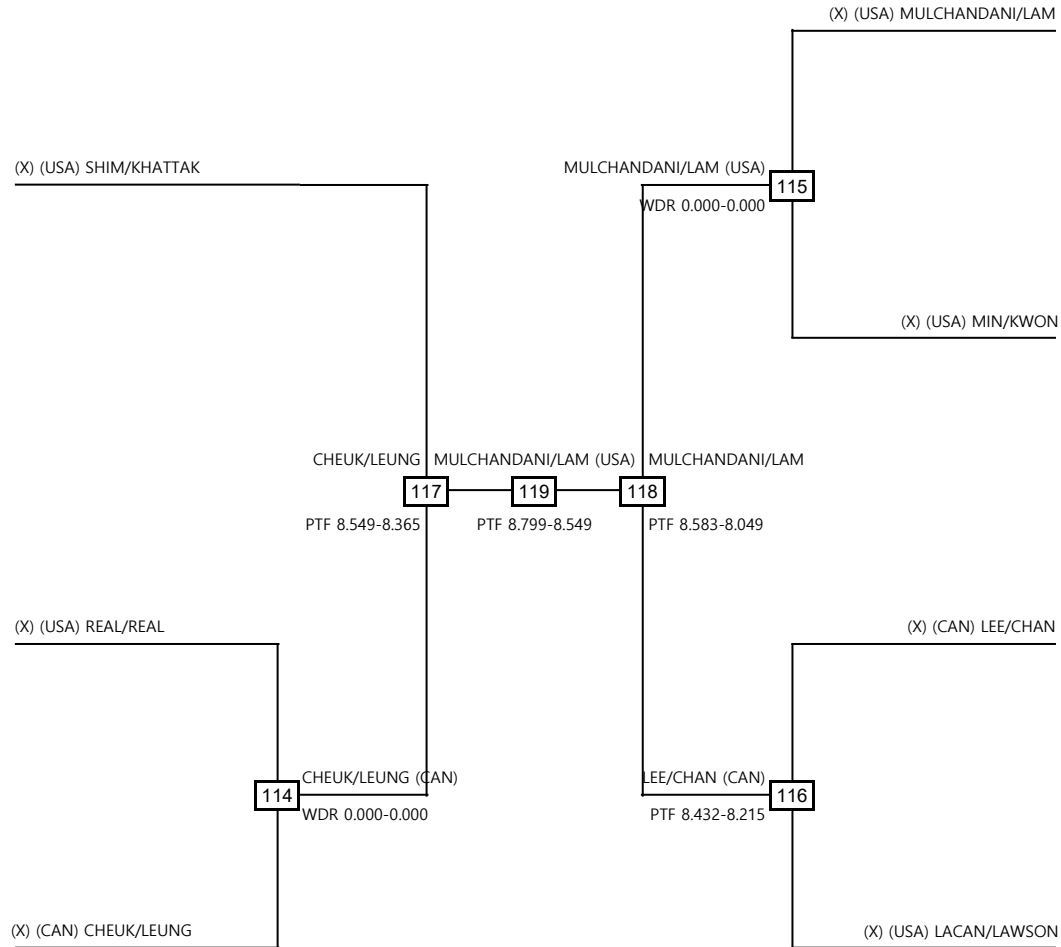 (X) (USA) MULCHANDANI/LAM
(X) (USA) SHIM/KHATTAK
MULCHANDANI/LAM (USA)
115
WDR 0.000-0.000
(X) (USA) MIN/KWON
CHEUK/LEUNG
MULCHANDANI/LAM (USA)
MULCHANDANI/LAM
117
119
118
PTF 8.549-8.365
PTF 8.799-8.549
PTF 8.583-8.049
(X) (USA) REAL/REAL
(X) (CAN) LEE/CHAN
CHEUK/LEUNG (CAN)
LEE/CHAN (CAN)
114
116
WDR 0.000-0.000
PTF 8.432-8.215
(X) (CAN) CHEUK/LEUNG
(X) (USA) LACAN/LAWSON